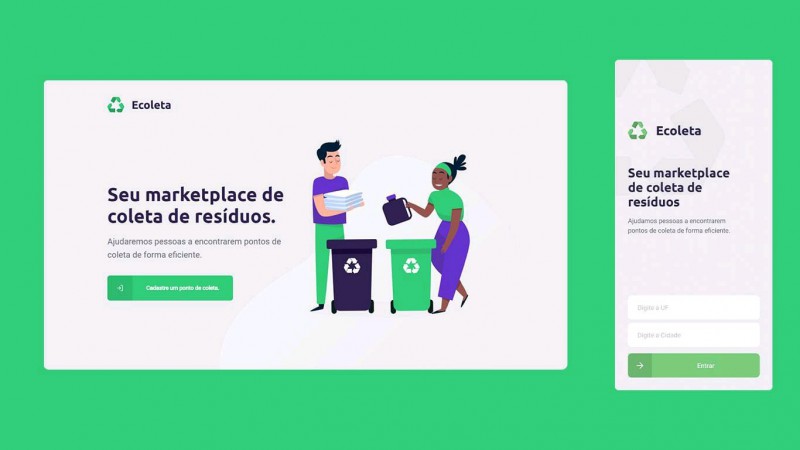 Ecoleta
Seu marketplace de
coleta de resíduos.
Ajudaremos pessoas a encontrarem pontos de
coleta de forma eficiente.
Cadastre um ponto de coleta.
Ecoleta
Seu marketplace
de coleta de
resíduos
Ajudamos pessoas a encontrarem
pontos de coleta de forma eficiente.
Digite a UF
Digite a Cidade
Entrar